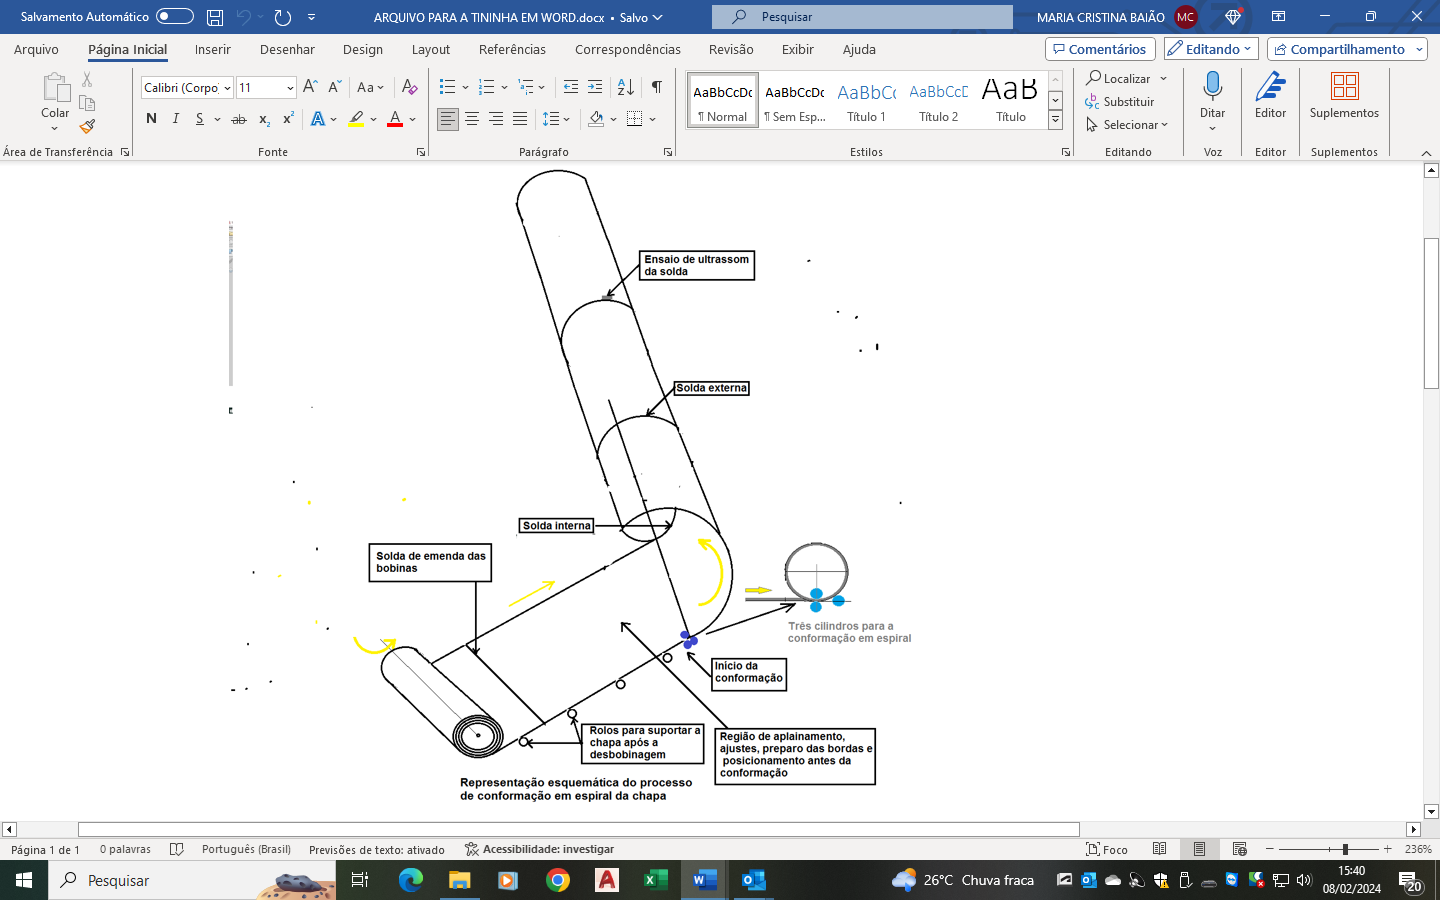 Salvamento Automático
ARQUIVO PARA A TININHA EM WORD.docx • Salvo
Pesquisar
MARIA CRISTINA BAIÃO
MC
Arquivo
Página Inicial
Inserir
Desenhar
Design
Layout
Referências
Correspondências
Revisão
Exibir
Ajuda
Comentários
Editando
Compartilhamento
Colar
Área de Transferência
Calibri (Corpo)
11
Aa
N I S ab x₂ x²
A
Fonte
Parágrafo
AaBbCcDc
¶ Normal
AaBbCcDc
¶ Sem Esp...
AaBbCc
Título 1
AaBbCcD
Título 2
AaB
Título
Estilos
Localizar
Substituir
Selecionar
Editando
Ditar
Voz
Editor
Editor
Suplementos
Suplementos
Ensaio de ultrassom
da solda
Solda externa
Solda interna
Solda de emenda das
bobinas
Três cilindros para a
conformação em espiral
Início da
conformação
Rolos para suportar a
chapa após a
desbobinagem
Região de aplainamento,
ajustes, preparo das bordas e
posicionamento antes da
conformação
Representação esquemática do processo
de conformação em espiral da chapa
Página 1 de 1
0 palavras
Português (Brasil)
Previsões de texto: ativado
Acessibilidade: investigar
Foco
236%
Pesquisar
26°C Chuva fraca
15:40
08/02/2024
20